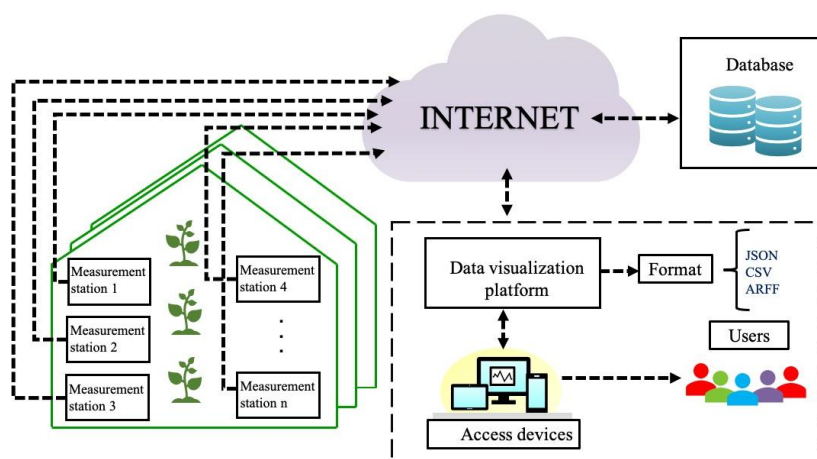 INTERNET
Database
Measurement
station 1
Measurement
station 2
Measurement
station 3
Measurement
station 4
Measurement
station n
Data visualization
platform
Format
JSON
CSV
ARFF
Users
Access devices